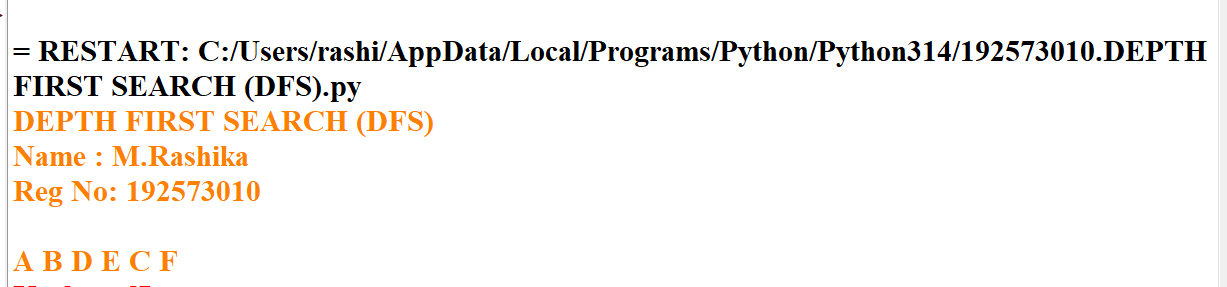 = RESTART: C:/Users/rashi/AppData/Local/Programs/Python/Python314/192573010.DEPTH
FIRST SEARCH (DFS).py
DEPTH FIRST SEARCH (DFS)
Name : M.Rashika
Reg No: 192573010
A B D E C F